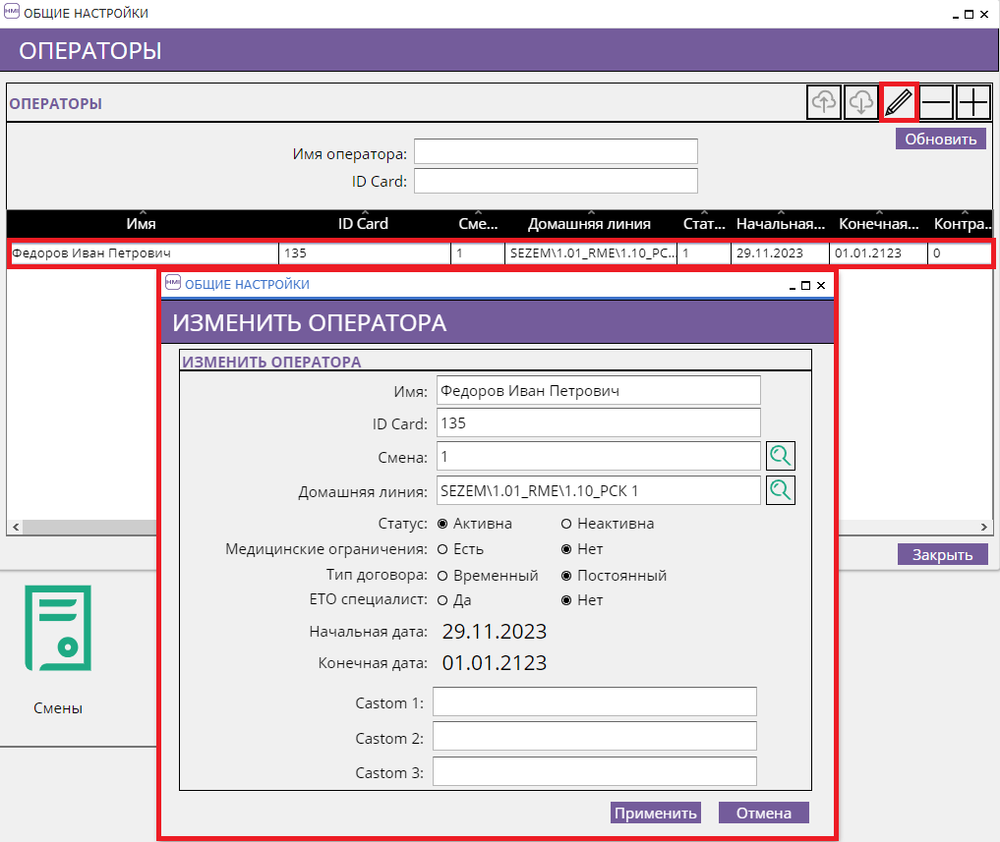 HMI ОБЩИЕ НАСТРОЙКИ
ОПЕРАТОРЫ
ОПЕРАТОРЫ
Обновить
Имя оператора:
ID Card:
Имя ID Card Сме... Домашняя линия Стат... Начальная... Конечная... Контра...
Федоров Иван Петрович 135 1 SEZEM\1.01_RME\1.10_РС... 1 29.11.2023 01.01.2123 0
HMI ОБЩИЕ НАСТРОЙКИ
ИЗМЕНИТЬ ОПЕРАТОРА
ИЗМЕНИТЬ ОПЕРАТОРА
Имя: Федоров Иван Петрович
ID Card: 135
Смена: 1
Домашняя линия: SEZEM\1.01_RME\1.10_РСК 1
Статус: Активна Неактивна
Медицинские ограничения: Есть Нет
Тип договора: Временный Постоянный
ЕТО специалист: Да Нет
Начальная дата: 29.11.2023
Конечная дата: 01.01.2123
Castom 1:
Castom 2:
Castom 3:
Применить Отмена
Закрыть
Смены